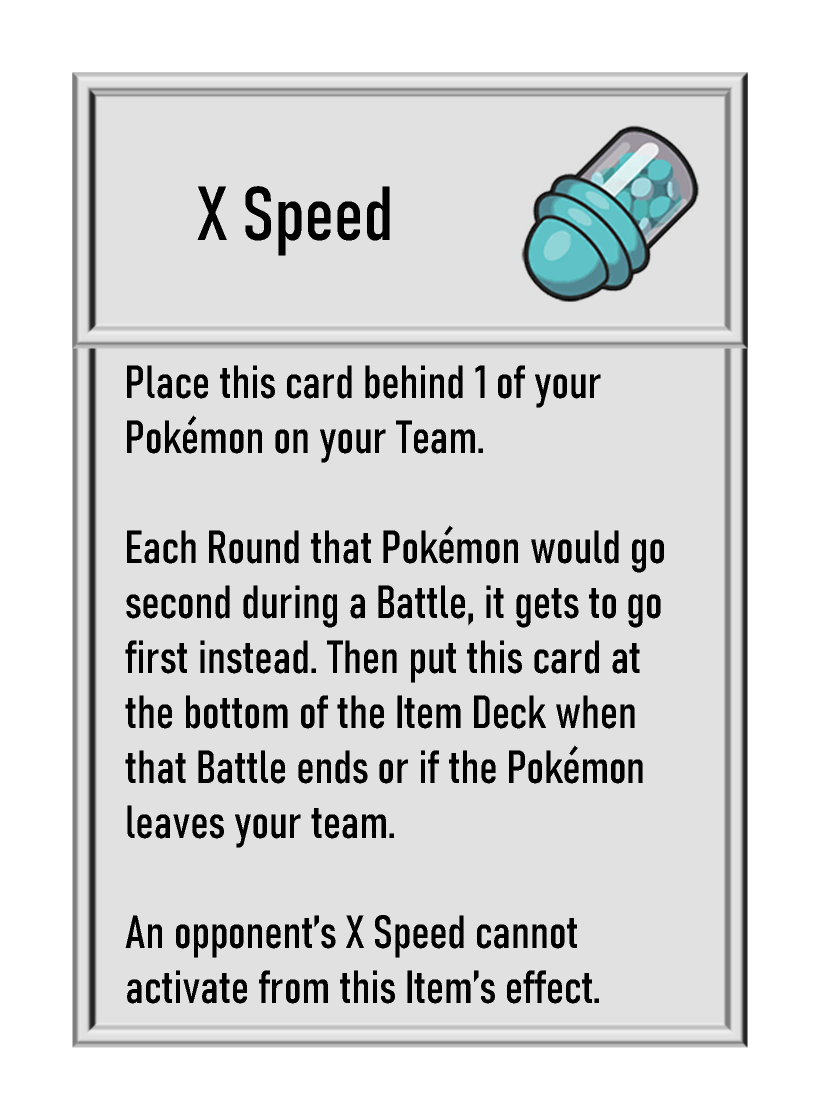 X Speed
Place this card behind 1 of your
Pokémon on your Team.
Each Round that Pokémon would go
second during a Battle, it gets to go
first instead. Then put this card at
the bottom of the Item Deck when
that Battle ends or if the Pokémon
leaves your team.
An opponent’s X Speed cannot
activate from this Item’s effect.